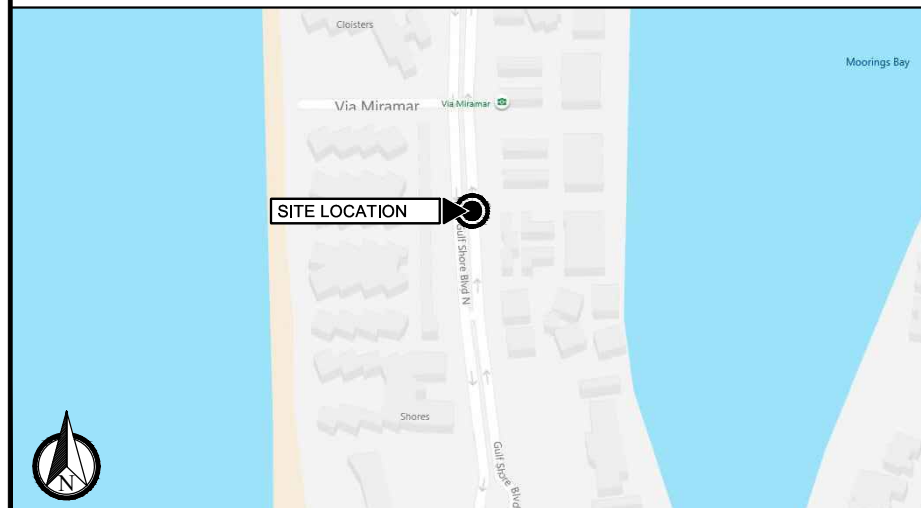 Cloisters
Moorings Bay
Via Miramar
Via Miramar
SITE LOCATION
Gulf Shore Blvd N
Shores
Gulf Shore Blvd
N